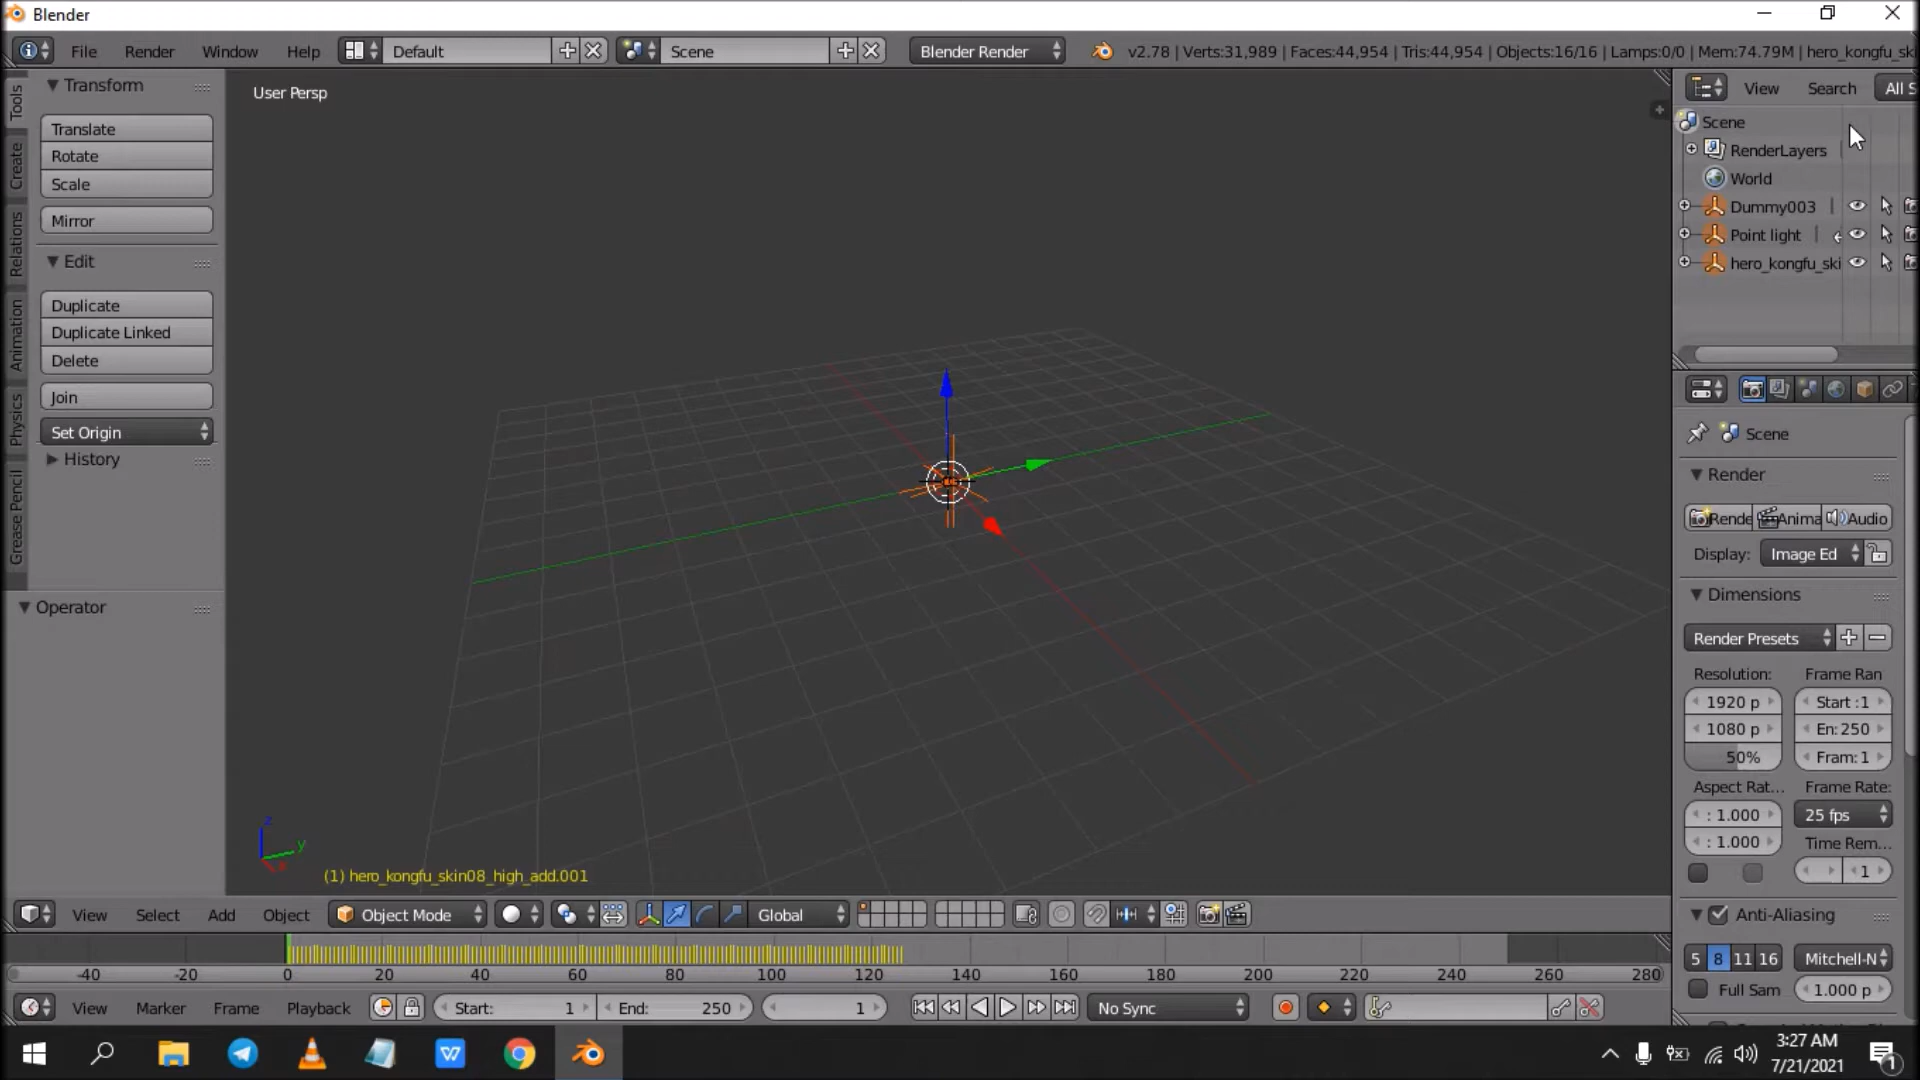 Blender
File Render Window Help Default Scene Blender Render v2.78 | Verts:31,989 | Faces:44,954 | Tris:44,954 | Objects:16/16 | Lamps:0/0 | Mem:74.79M | hero_kongfu_sk
Tools
Create
Relations
Animation
Physics
Grease Pencil
Transform
Translate
Rotate
Scale
Mirror
Edit
Duplicate
Duplicate Linked
Delete
Join
Set Origin
History
Operator
User Persp
z
y
x
(1) hero_kongfu_skin08_high_add.001
View Search All S
Scene
RenderLayers
World
Dummy003
Point light
hero_kongfu_ski
Scene
Render
Rende Anima Audio
Display: Image Ed
Dimensions
Render Presets
Resolution: Frame Ran
1920 p Start :1
1080 p En: 250
50% Fram: 1
Aspect Rat... Frame Rate:
: 1.000 25 fps
: 1.000 Time Rem...
1
Anti-Aliasing
5 8 11 16 Mitchell-N
Full Sam 1.000 p
View Select Add Object Object Mode Global
-40 -20 0 20 40 60 80 100 120 140 160 180 200 220 240 260 280
View Marker Frame Playback Start: 1 End: 250 1 No Sync
3:27 AM
7/21/2021
1